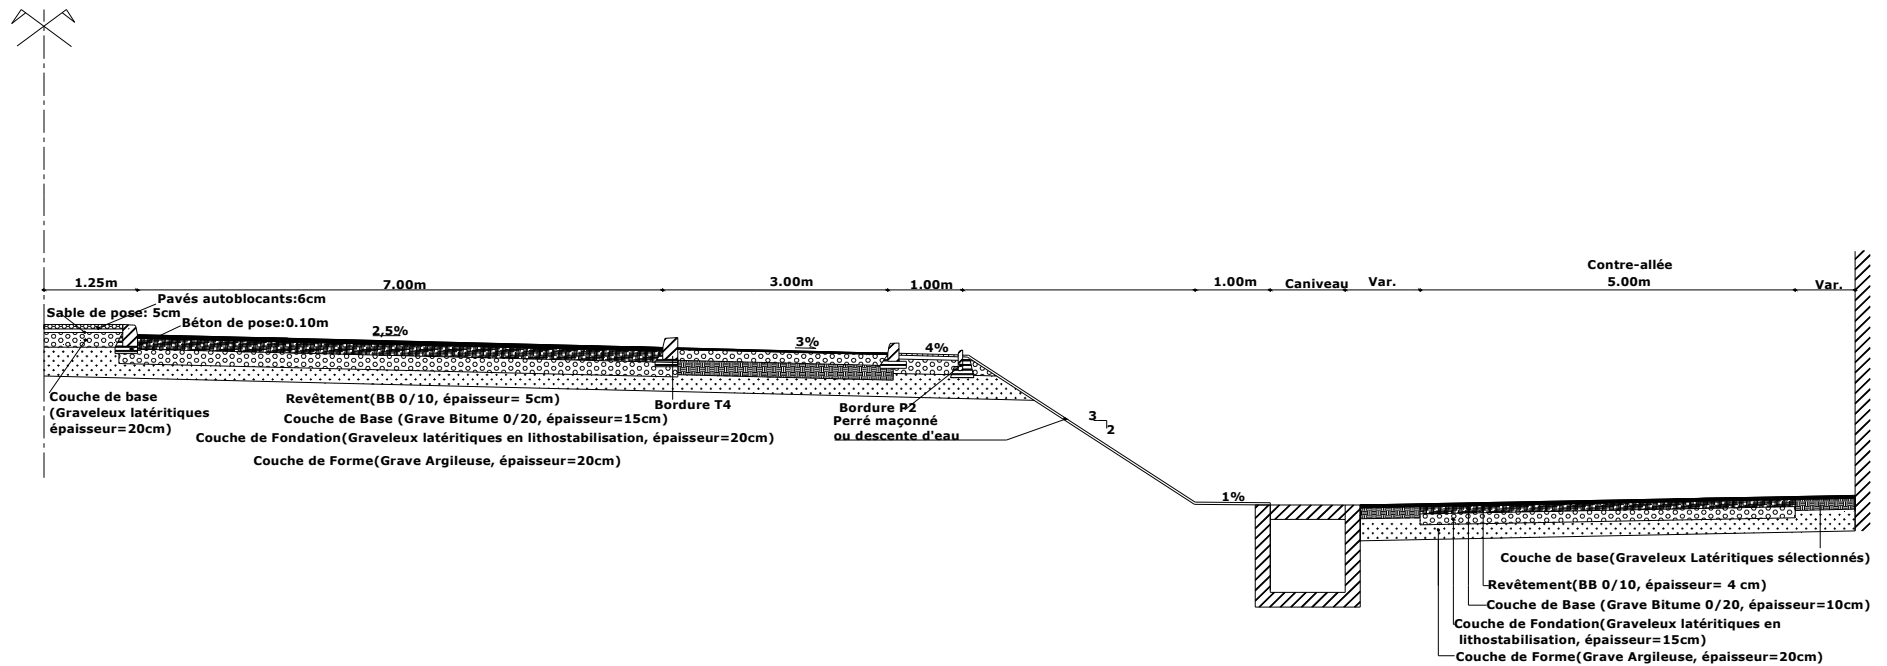 Contre-allée
1.25m
7.00m
3.00m
1.00m
1.00m
Caniveau
Var.
5.00m
Var.
Pavés autoblocants:6cm
Sable de pose: 5cm
Béton de pose:0.10m
2,5%
3%
4%
Couche de base
(Graveleux latéritiques
épaisseur=20cm)
Revêtement(BB 0/10, épaisseur= 5cm)
Couche de Base (Grave Bitume 0/20, épaisseur=15cm)
Couche de Fondation(Graveleux latéritiques en lithostabilisation, épaisseur=20cm)
Couche de Forme(Grave Argileuse, épaisseur=20cm)
Bordure T4
Bordure P2
Perré maçonné
ou descente d'eau
3
2
1%
Couche de base(Graveleux Latéritiques sélectionnés)
Revêtement(BB 0/10, épaisseur= 4 cm)
Couche de Base (Grave Bitume 0/20, épaisseur=10cm)
Couche de Fondation(Graveleux latéritiques en
lithostabilisation, épaisseur=15cm)
Couche de Forme(Grave Argileuse, épaisseur=20cm)